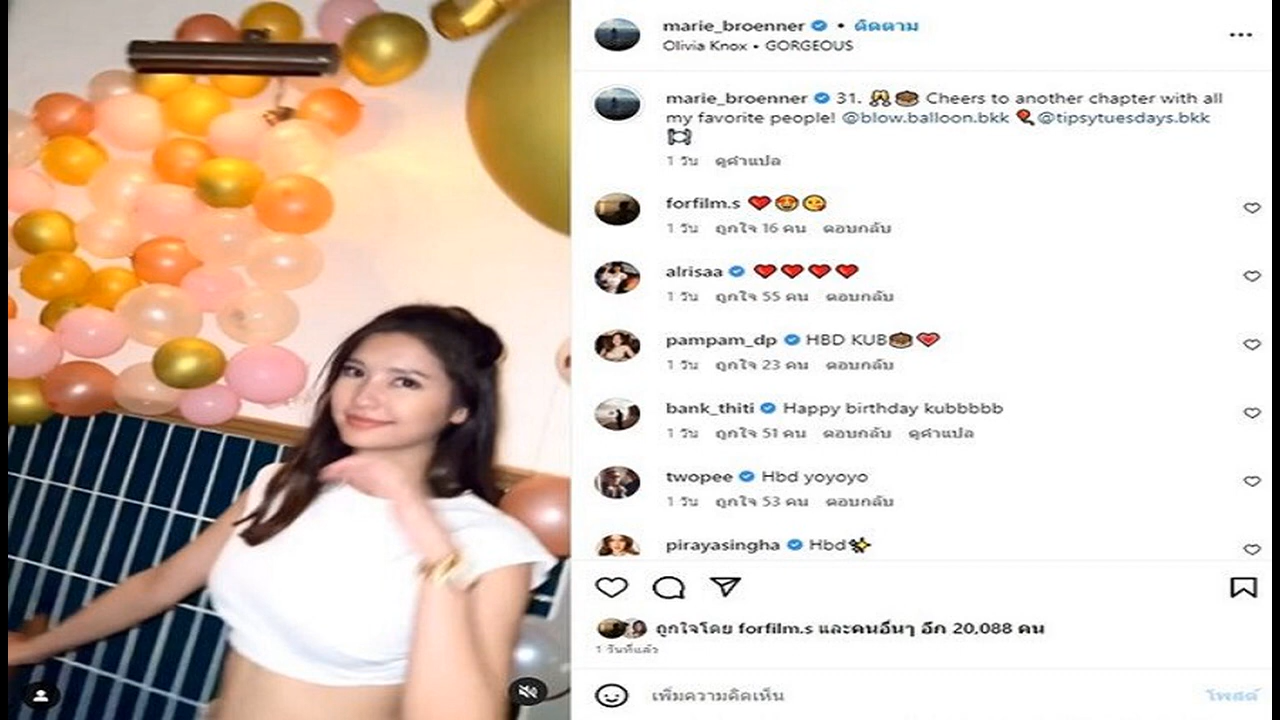 marie_broenner • ติดตาม
Olivia Knox • GORGEOUS
marie_broenner 31. 🥂🎂 Cheers to another chapter with all
my favorite people! @blow.balloon.bkk 🎈@tipsytuesdays.bkk
🍽
1 วัน ดูคำแปล
forfilm.s ❤️😍😋
1 วัน ถูกใจ 16 คน ตอบกลับ
alrisaa ❤️❤️❤️❤️
1 วัน ถูกใจ 55 คน ตอบกลับ
pampam_dp HBD KUB🎂💗
1 วัน ถูกใจ 23 คน ตอบกลับ
bank_thiti Happy birthday kubbbbb
1 วัน ถูกใจ 51 คน ตอบกลับ ดูคำแปล
twopee Hbd yoyoyo
1 วัน ถูกใจ 53 คน ตอบกลับ
pirayasingha Hbd✨
ถูกใจโดย forfilm.s และคนอื่นๆ อีก 20,088 คน
1 วันที่แล้ว
เพิ่มความคิดเห็น
โพสต์